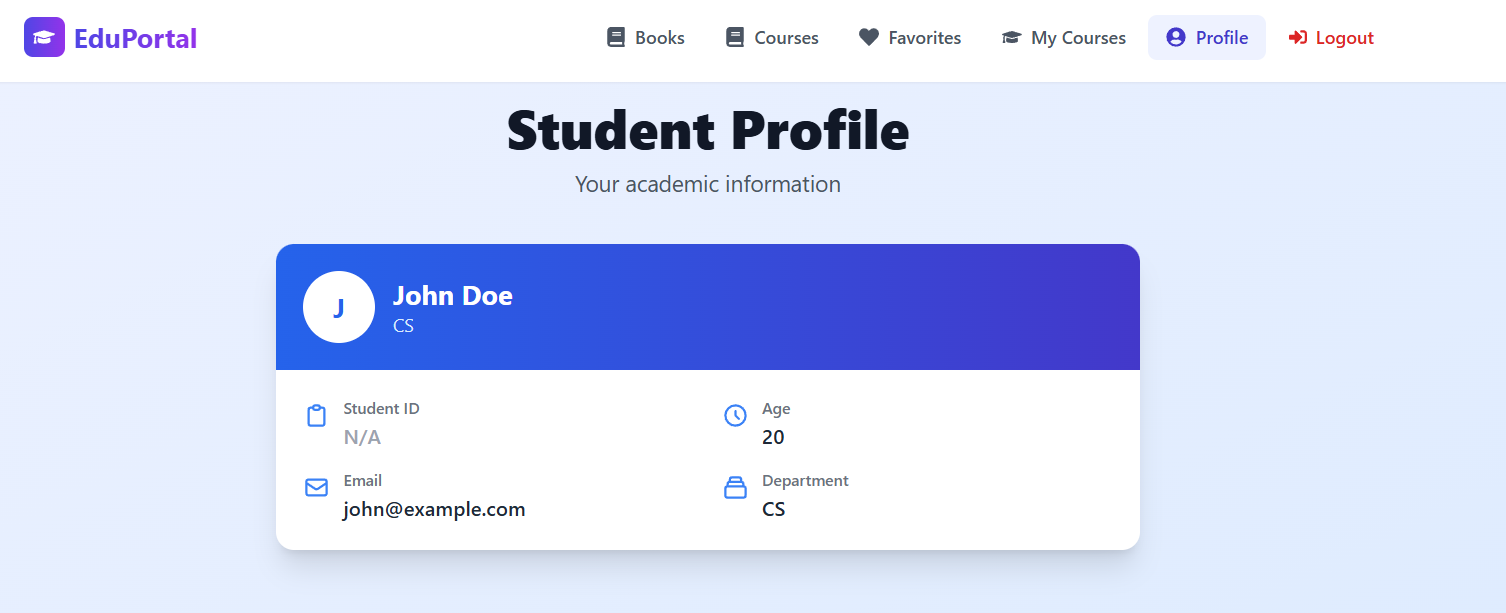 EduPortal
Books
Courses
Favorites
My Courses
Profile
Logout
Student Profile
Your academic information
J
John Doe
CS
Student ID
N/A
Age
20
Email
john@example.com
Department
CS